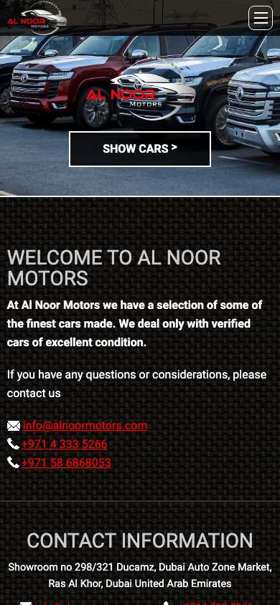 AL NOOR
MOTORS
AL NOOR
MOTORS
SHOW CARS >
WELCOME TO AL NOOR
MOTORS
At Al Noor Motors we have a selection of some of
the finest cars made. We deal only with verified
cars of excellent condition.
If you have any questions or considerations, please
contact us
info@alnoormotors.com
+971 4 333 5266
+971 58 6868053
CONTACT INFORMATION
Showroom no 298/321 Ducamz, Dubai Auto Zone Market,
Ras Al Khor, Dubai United Arab Emirates